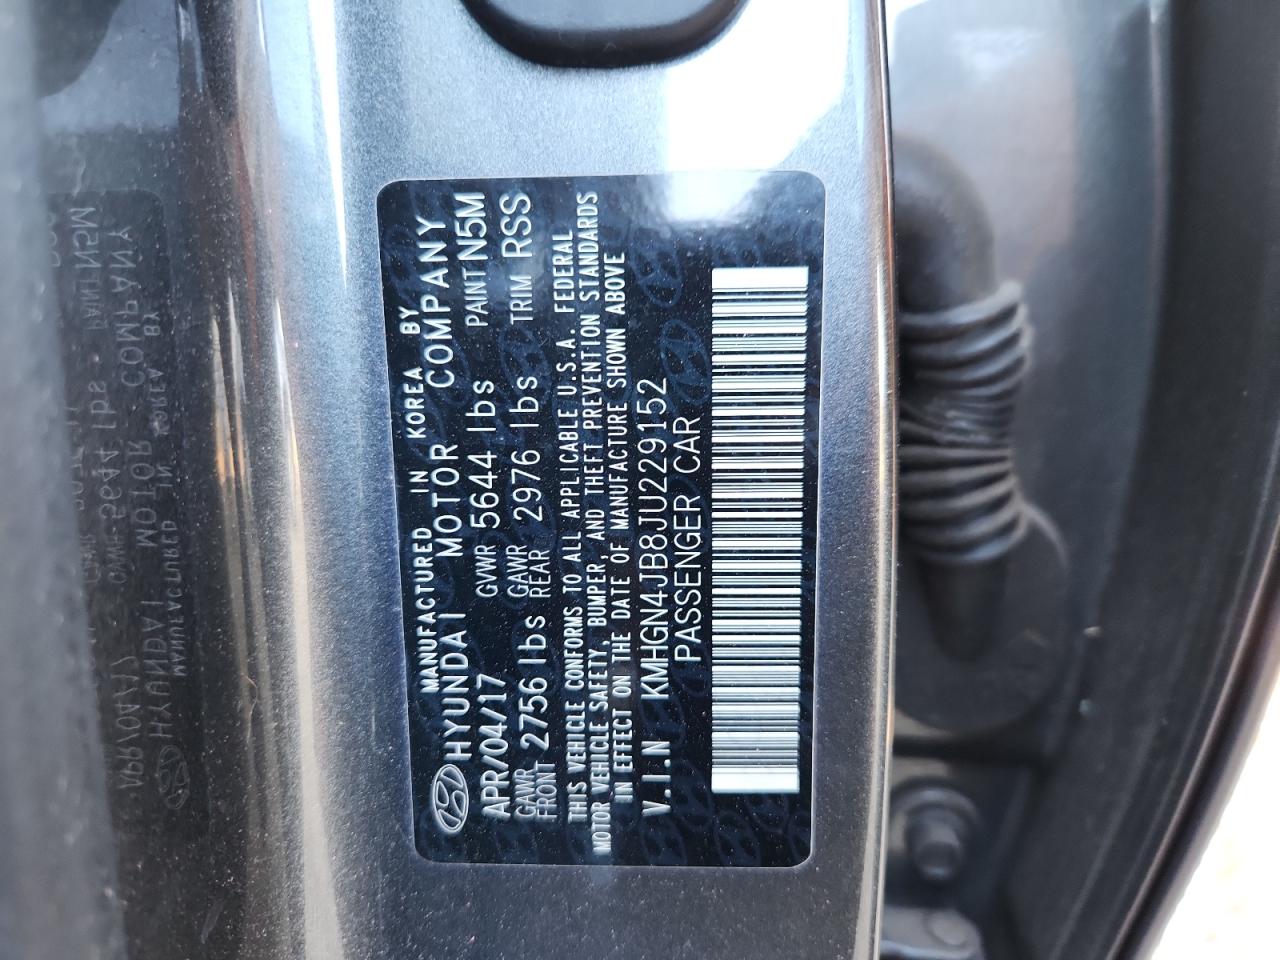 MANUFACTURED IN KOREA BY
HYUNDAI MOTOR COMPANY
APR/04/17 GVWR 5644 lbs PAINT N5M
GAWR FRONT 2756 lbs GAWR REAR 2976 lbs TRIM RSS
THIS VEHICLE CONFORMS TO ALL APPLICABLE U.S.A. FEDERAL
MOTOR VEHICLE SAFETY, BUMPER, AND THEFT PREVENTION STANDARDS
IN EFFECT ON THE DATE OF MANUFACTURE SHOWN ABOVE
V.I.N KMHGN4JB8JU229152
PASSENGER CAR